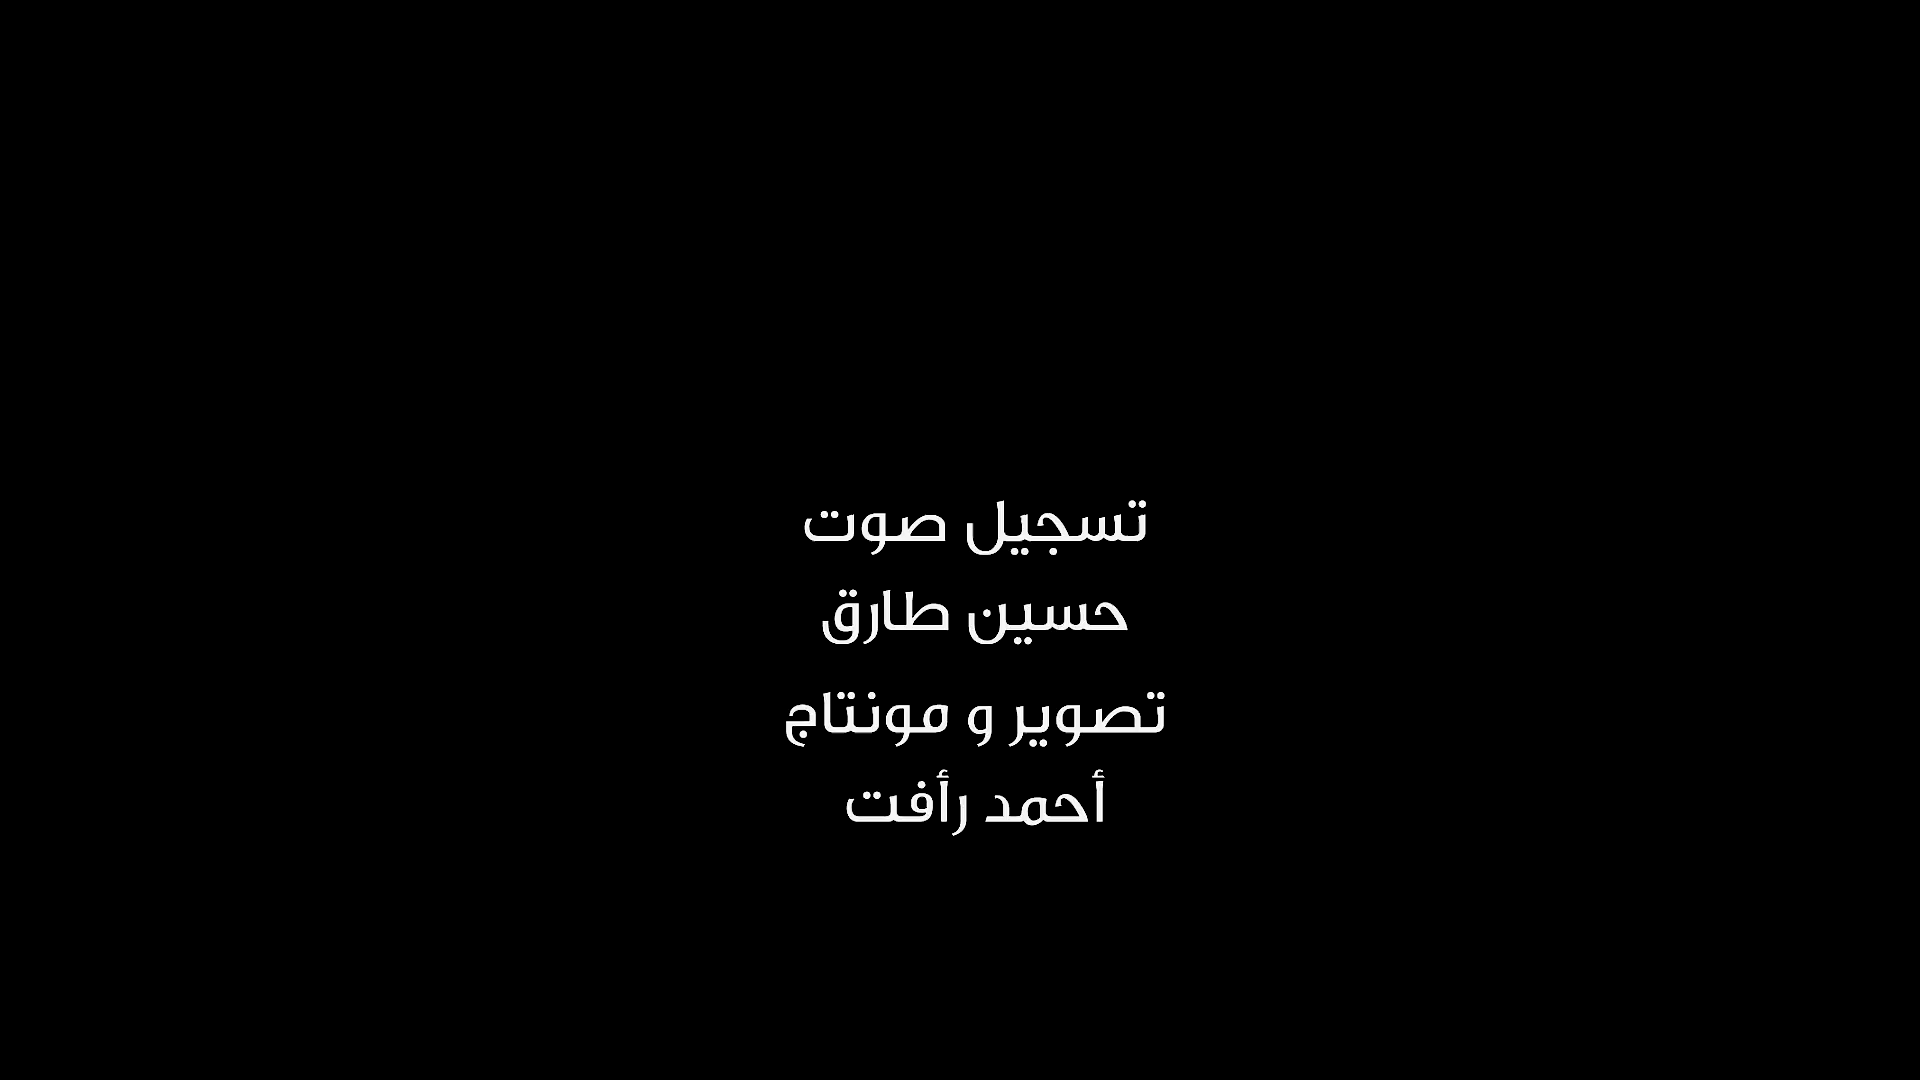 تسجيل صوت
حسين طارق
تصوير و مونتاج
أحمد رأفت